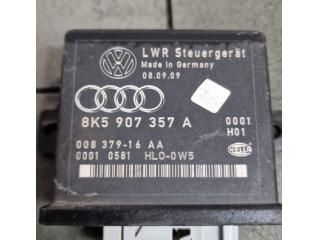 LWR Steuergerät
Made in Germany
08.09.09
8K5 907 357 A
0001
H01
008 379-16 AA
0001 0581 HLO-0W5
HELLA